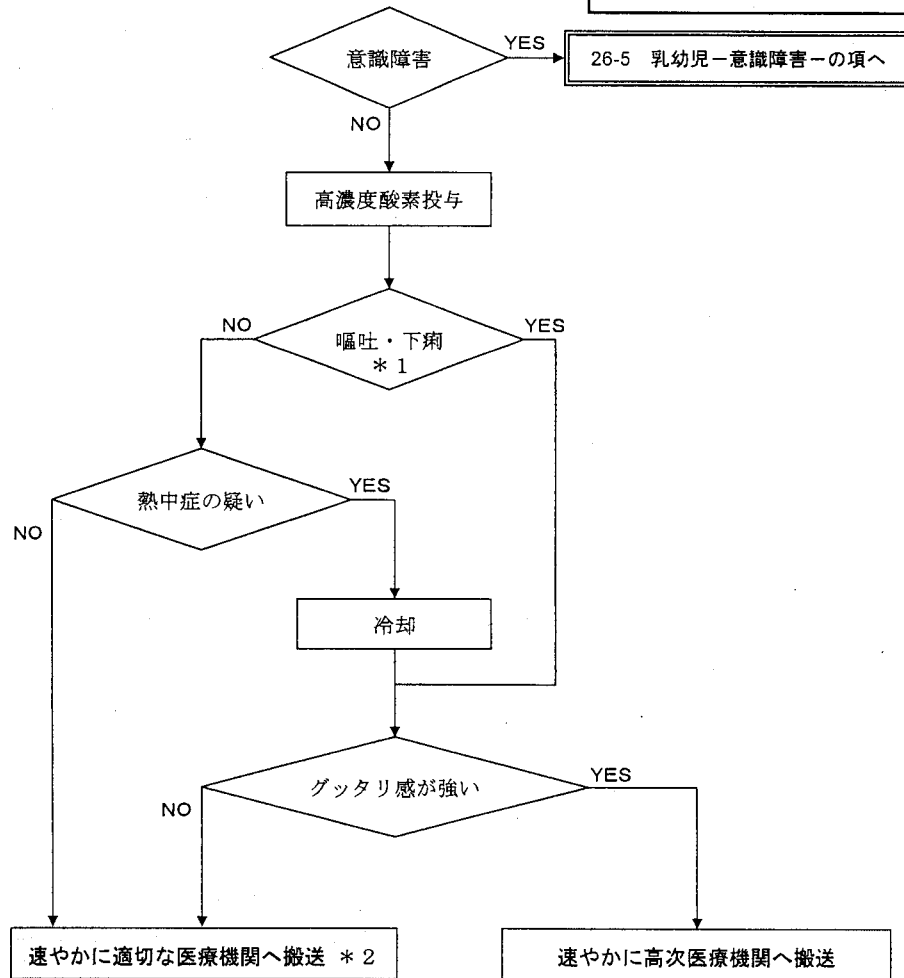 意識障害
YES
26-5 乳幼児－意識障害－の項へ
NO
高濃度酸素投与
NO
嘔吐・下痢
YES
＊1
熱中症の疑い
YES
NO
冷却
グッタリ感が強い
YES
NO
速やかに適切な医療機関へ搬送 ＊2
速やかに高次医療機関へ搬送